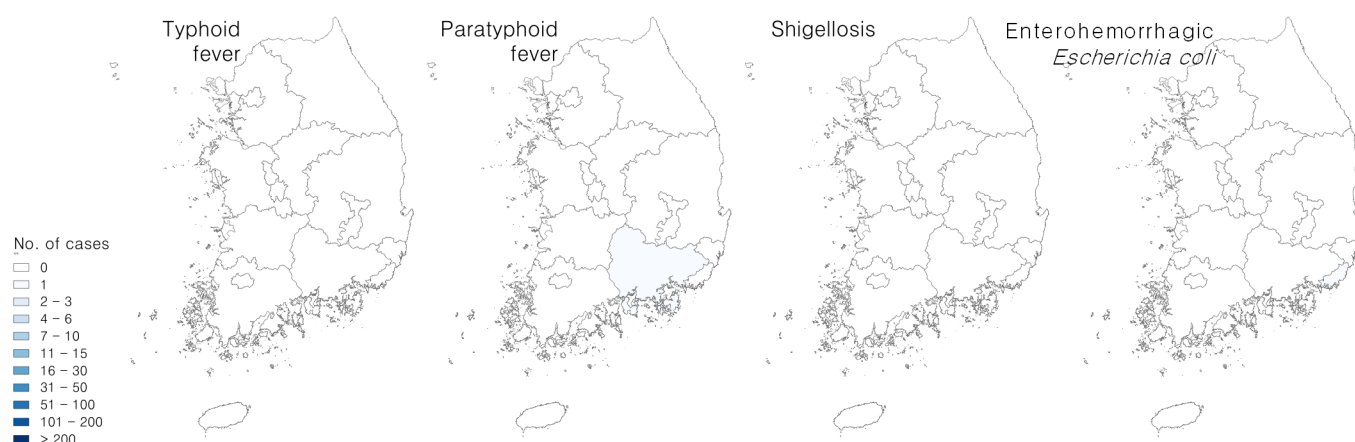 Typhoid
fever
Paratyphoid
fever
Shigellosis
Enterohemorrhagic
Escherichia coli
No. of cases
0
1
2 – 3
4 – 6
7 – 10
11 – 15
16 – 30
31 – 50
51 – 100
101 – 200
> 200